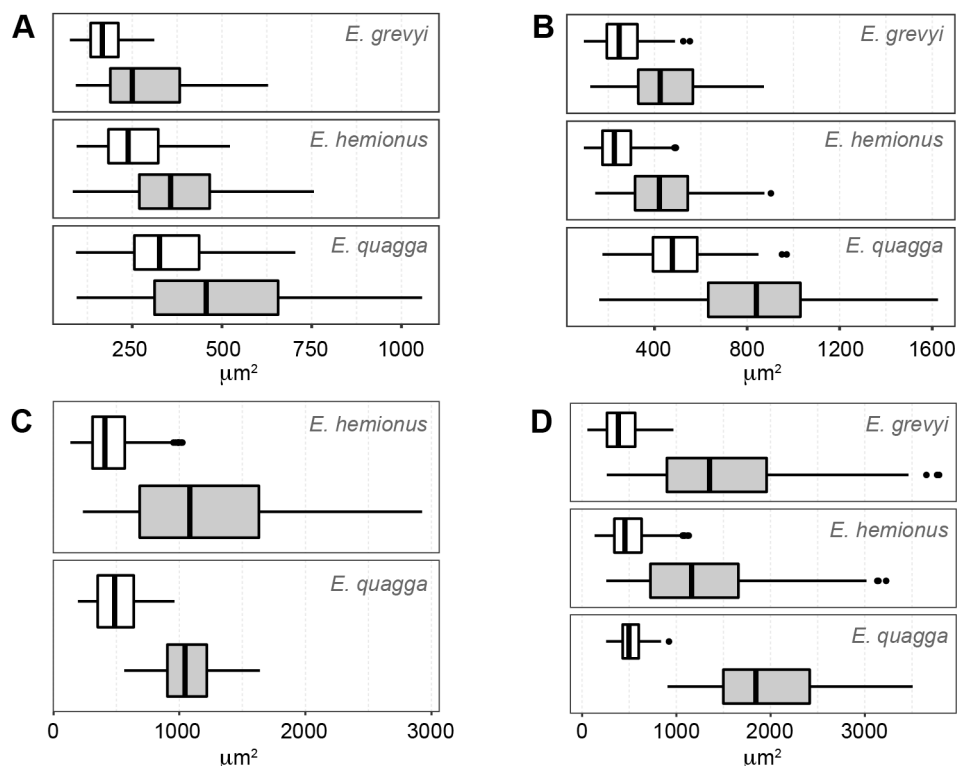 A
E. grevyi
E. hemionus
E. quagga
250 500 750 1000
μm²
B
E. grevyi
E. hemionus
E. quagga
400 800 1200 1600
μm²
C
E. hemionus
E. quagga
0 1000 2000 3000
μm²
D
E. grevyi
E. hemionus
E. quagga
0 1000 2000 3000
μm²